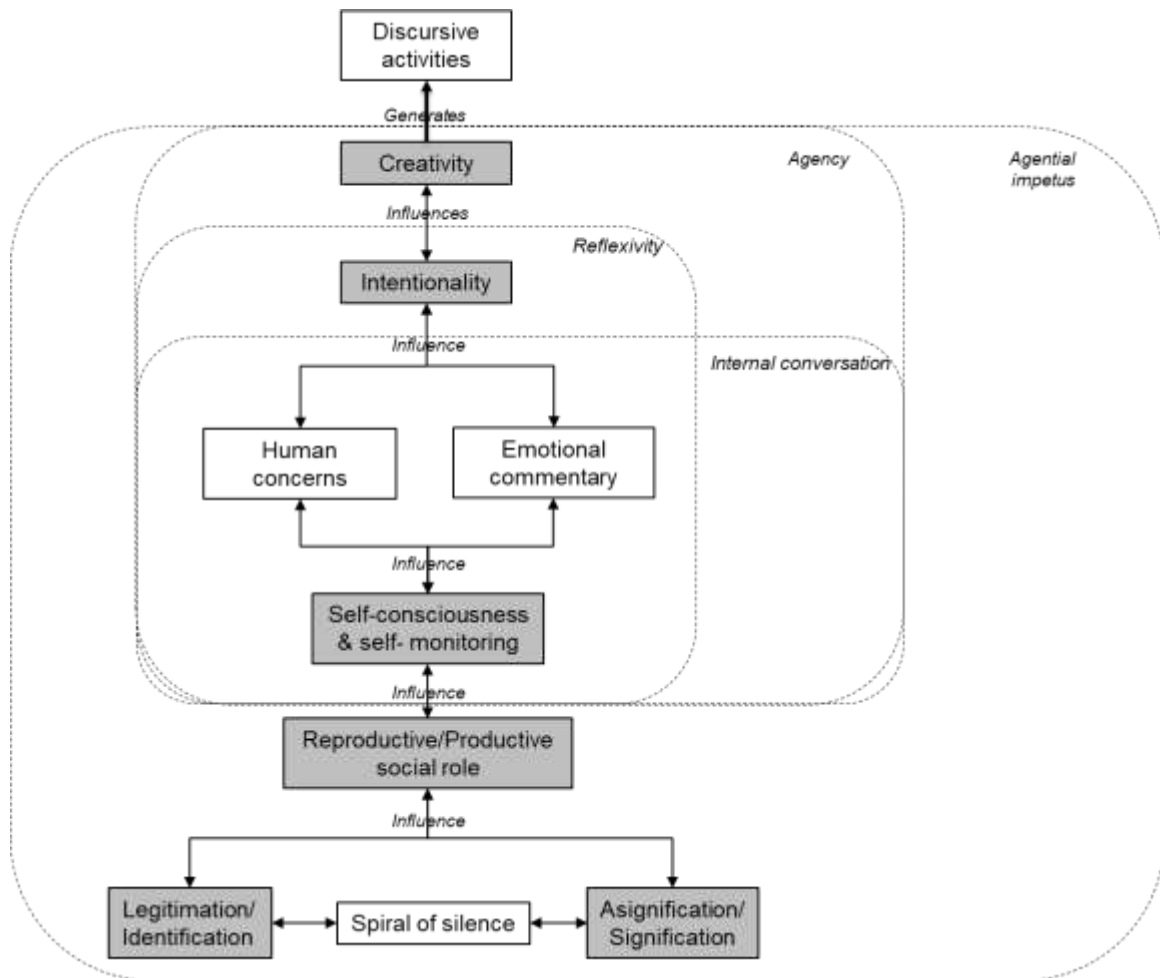 Discursive
activities
Generates
Creativity
Agency
Agential
impetus
Influences
Reflexivity
Intentionality
Influence
Internal conversation
Human
concerns
Emotional
commentary
Influence
Self-consciousness
& self- monitoring
Influence
Reproductive/Productive
social role
Influence
Legitimation/
Identification
Spiral of silence
Asignification/
Signification